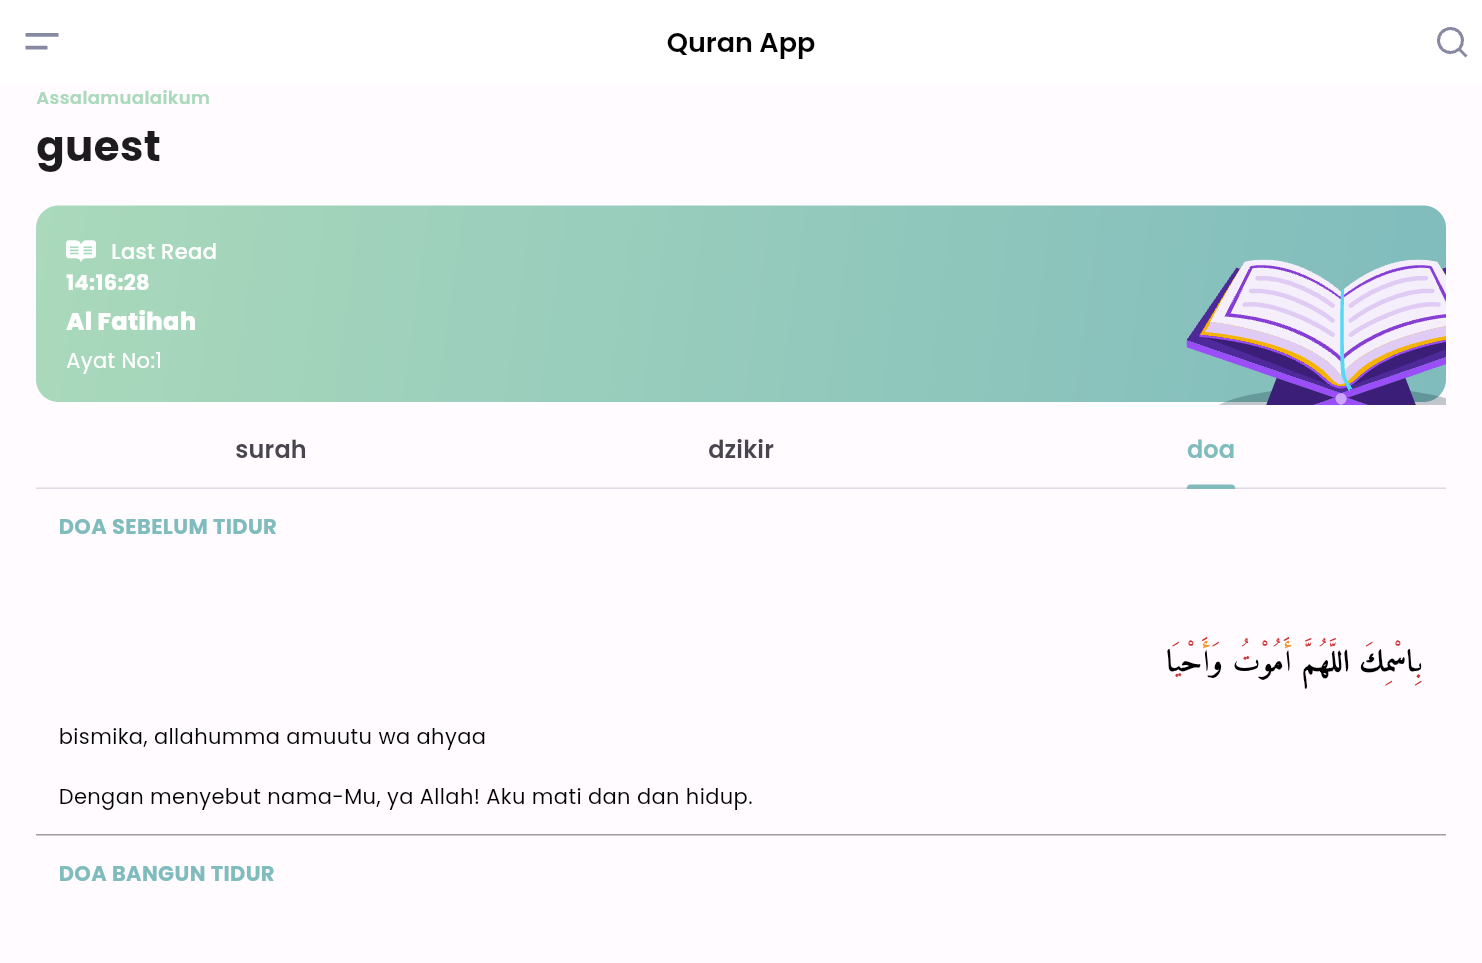 Quran App
Assalamualaikum
guest
Last Read
14:16:28
Al Fatihah
Ayat No:1
surah
dzikir
doa
DOA SEBELUM TIDUR
بِاسْمِكَ اللَّهُمَّ أَمُوْتُ وَأَحْيَا
bismika, allahumma amuutu wa ahyaa
Dengan menyebut nama-Mu, ya Allah! Aku mati dan dan hidup.
DOA BANGUN TIDUR